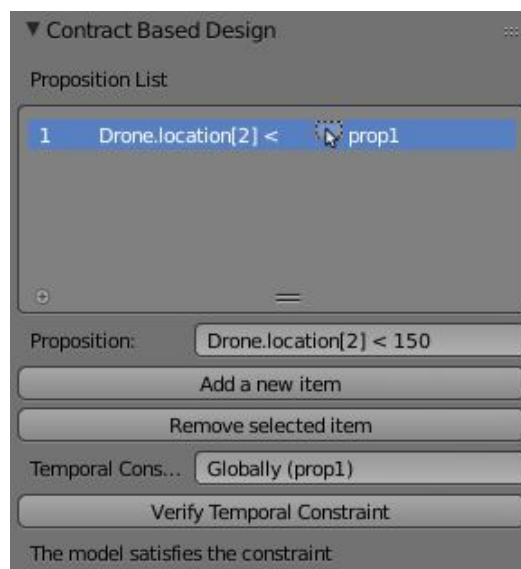 Contract Based Design
Proposition List
1 Drone.location[2] < prop1
Proposition: Drone.location[2] < 150
Add a new item
Remove selected item
Temporal Cons... Globally (prop1)
Verify Temporal Constraint
The model satisfies the constraint